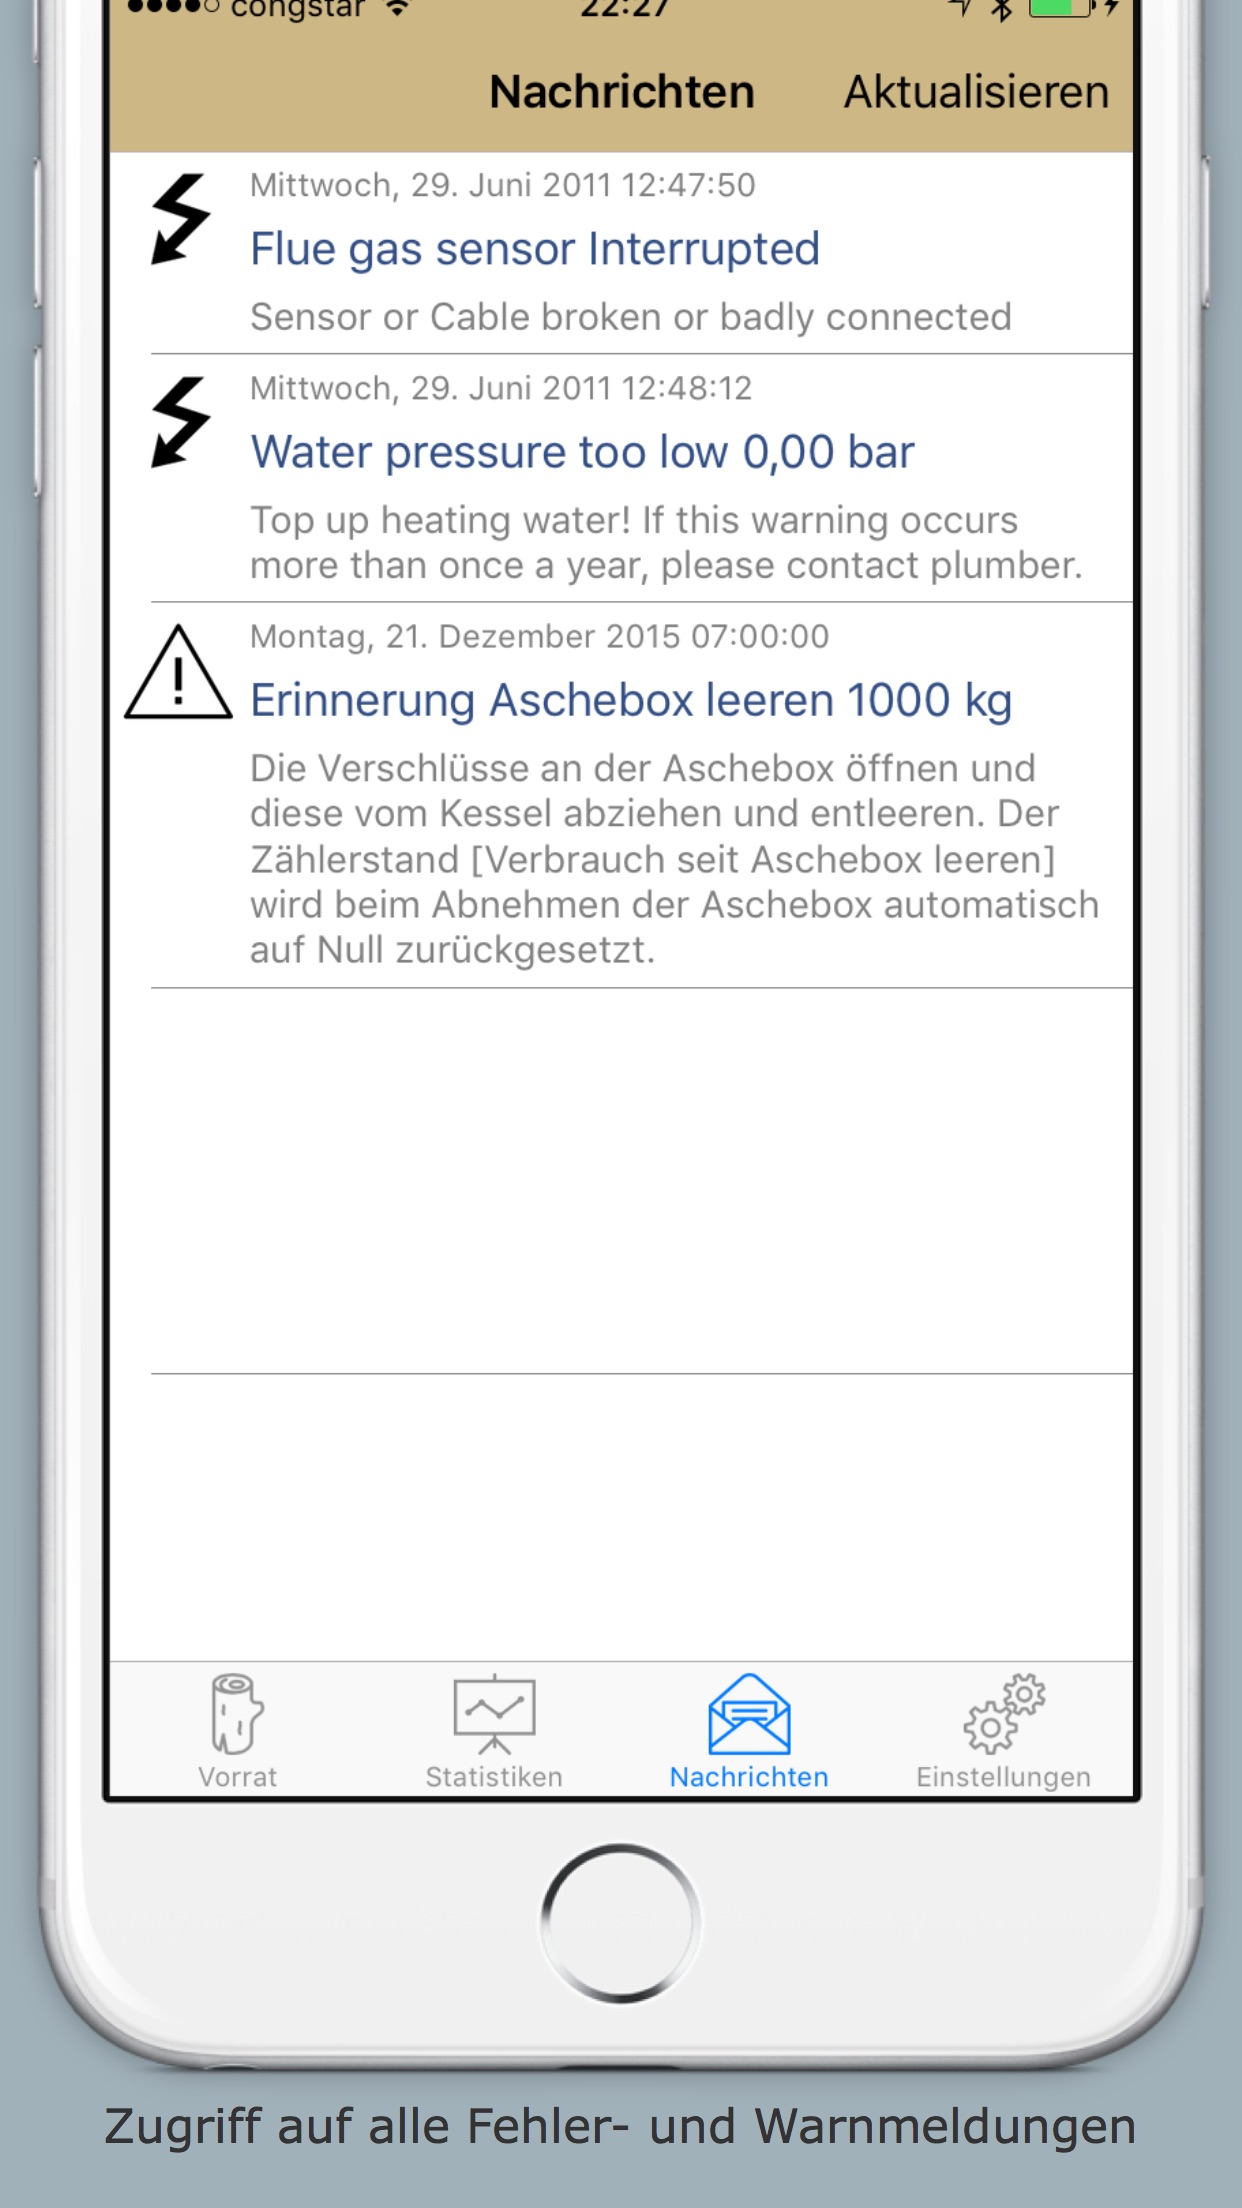 congstar 22:27
Nachrichten Aktualisieren
Mittwoch, 29. Juni 2011 12:47:50
Flue gas sensor Interrupted
Sensor or Cable broken or badly connected
Mittwoch, 29. Juni 2011 12:48:12
Water pressure too low 0,00 bar
Top up heating water! If this warning occurs
more than once a year, please contact plumber.
Montag, 21. Dezember 2015 07:00:00
Erinnerung Aschebox leeren 1000 kg
Die Verschlüsse an der Aschebox öffnen und
diese vom Kessel abziehen und entleeren. Der
Zählerstand [Verbrauch seit Aschebox leeren]
wird beim Abnehmen der Aschebox automatisch
auf Null zurückgesetzt.
Vorrat Statistiken Nachrichten Einstellungen
Zugriff auf alle Fehler- und Warnmeldungen